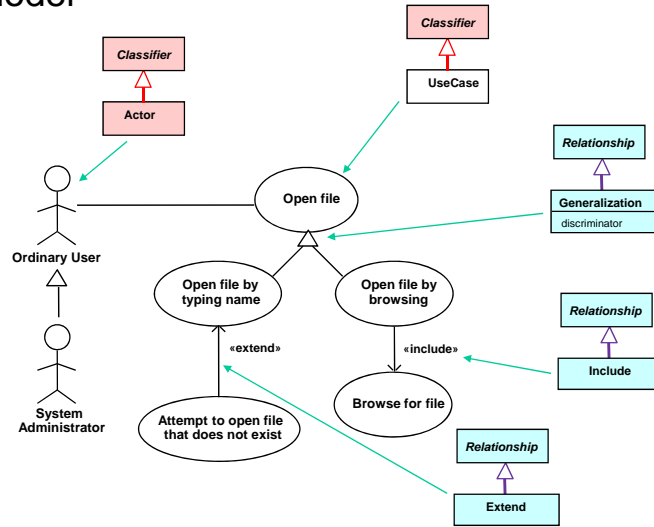 Classifier
Classifier
UseCase
Actor
Relationship
Open file
Generalization
discriminator
Ordinary User
Open file by
typing name
Open file by
browsing
Relationship
«extend»
«include»
Include
System
Administrator
Attempt to open file
that does not exist
Browse for file
Relationship
Extend